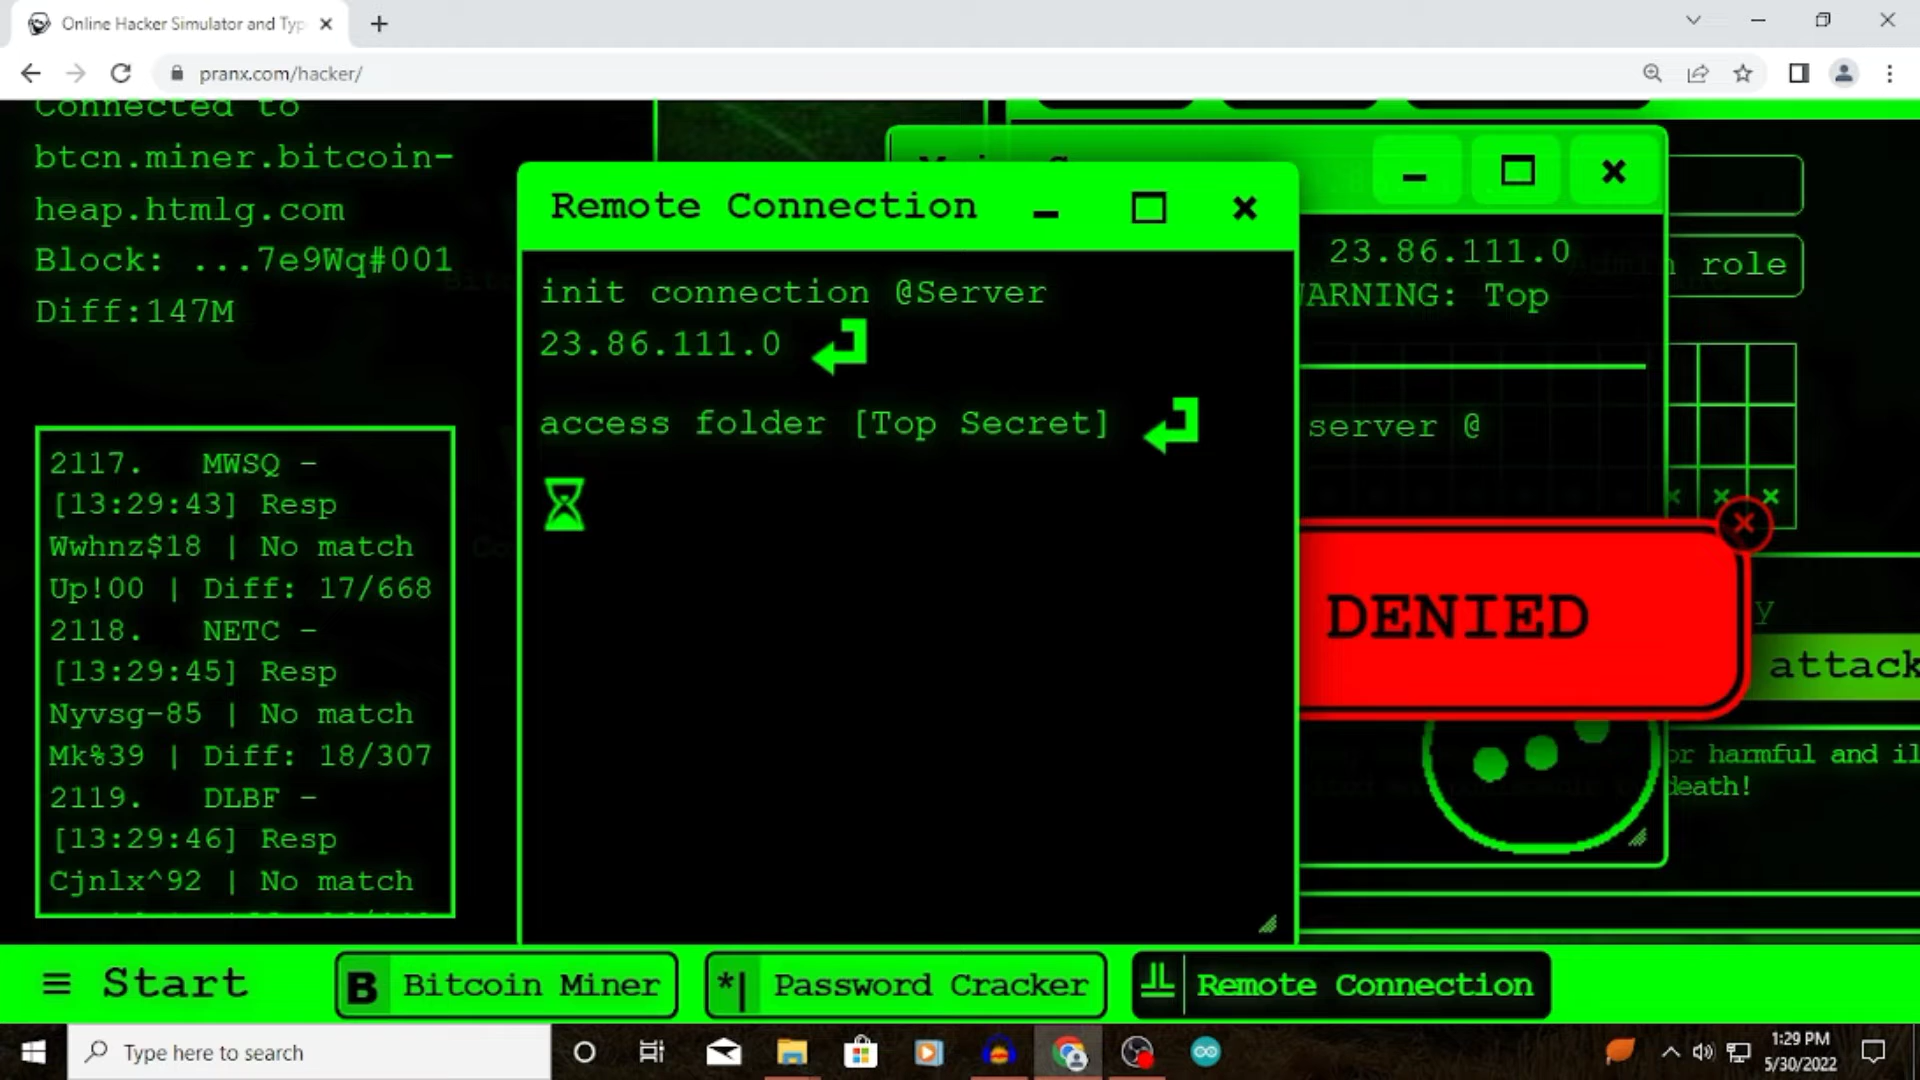 Online Hacker Simulator and Typ
pranx.com/hacker/
Connected to
btcn.miner.bitcoin-
heap.htmlg.com
Block: ...7e9Wq#001
Diff:147M
2117. MWSQ -
[13:29:43] Resp
Wwhnz$18 | No match
Up!00 | Diff: 17/668
2118. NETC -
[13:29:45] Resp
Nyvsg-85 | No match
Mk%39 | Diff: 18/307
2119. DLBF -
[13:29:46] Resp
Cjnlx^92 | No match
Remote Connection
init connection @Server
23.86.111.0
access folder [Top Secret]
23.86.111.0
WARNING: Top
server @
role
DENIED
attack
or harmful and il
death!
Start
B Bitcoin Miner
*| Password Cracker
Remote Connection
Type here to search
1:29 PM
5/30/2022